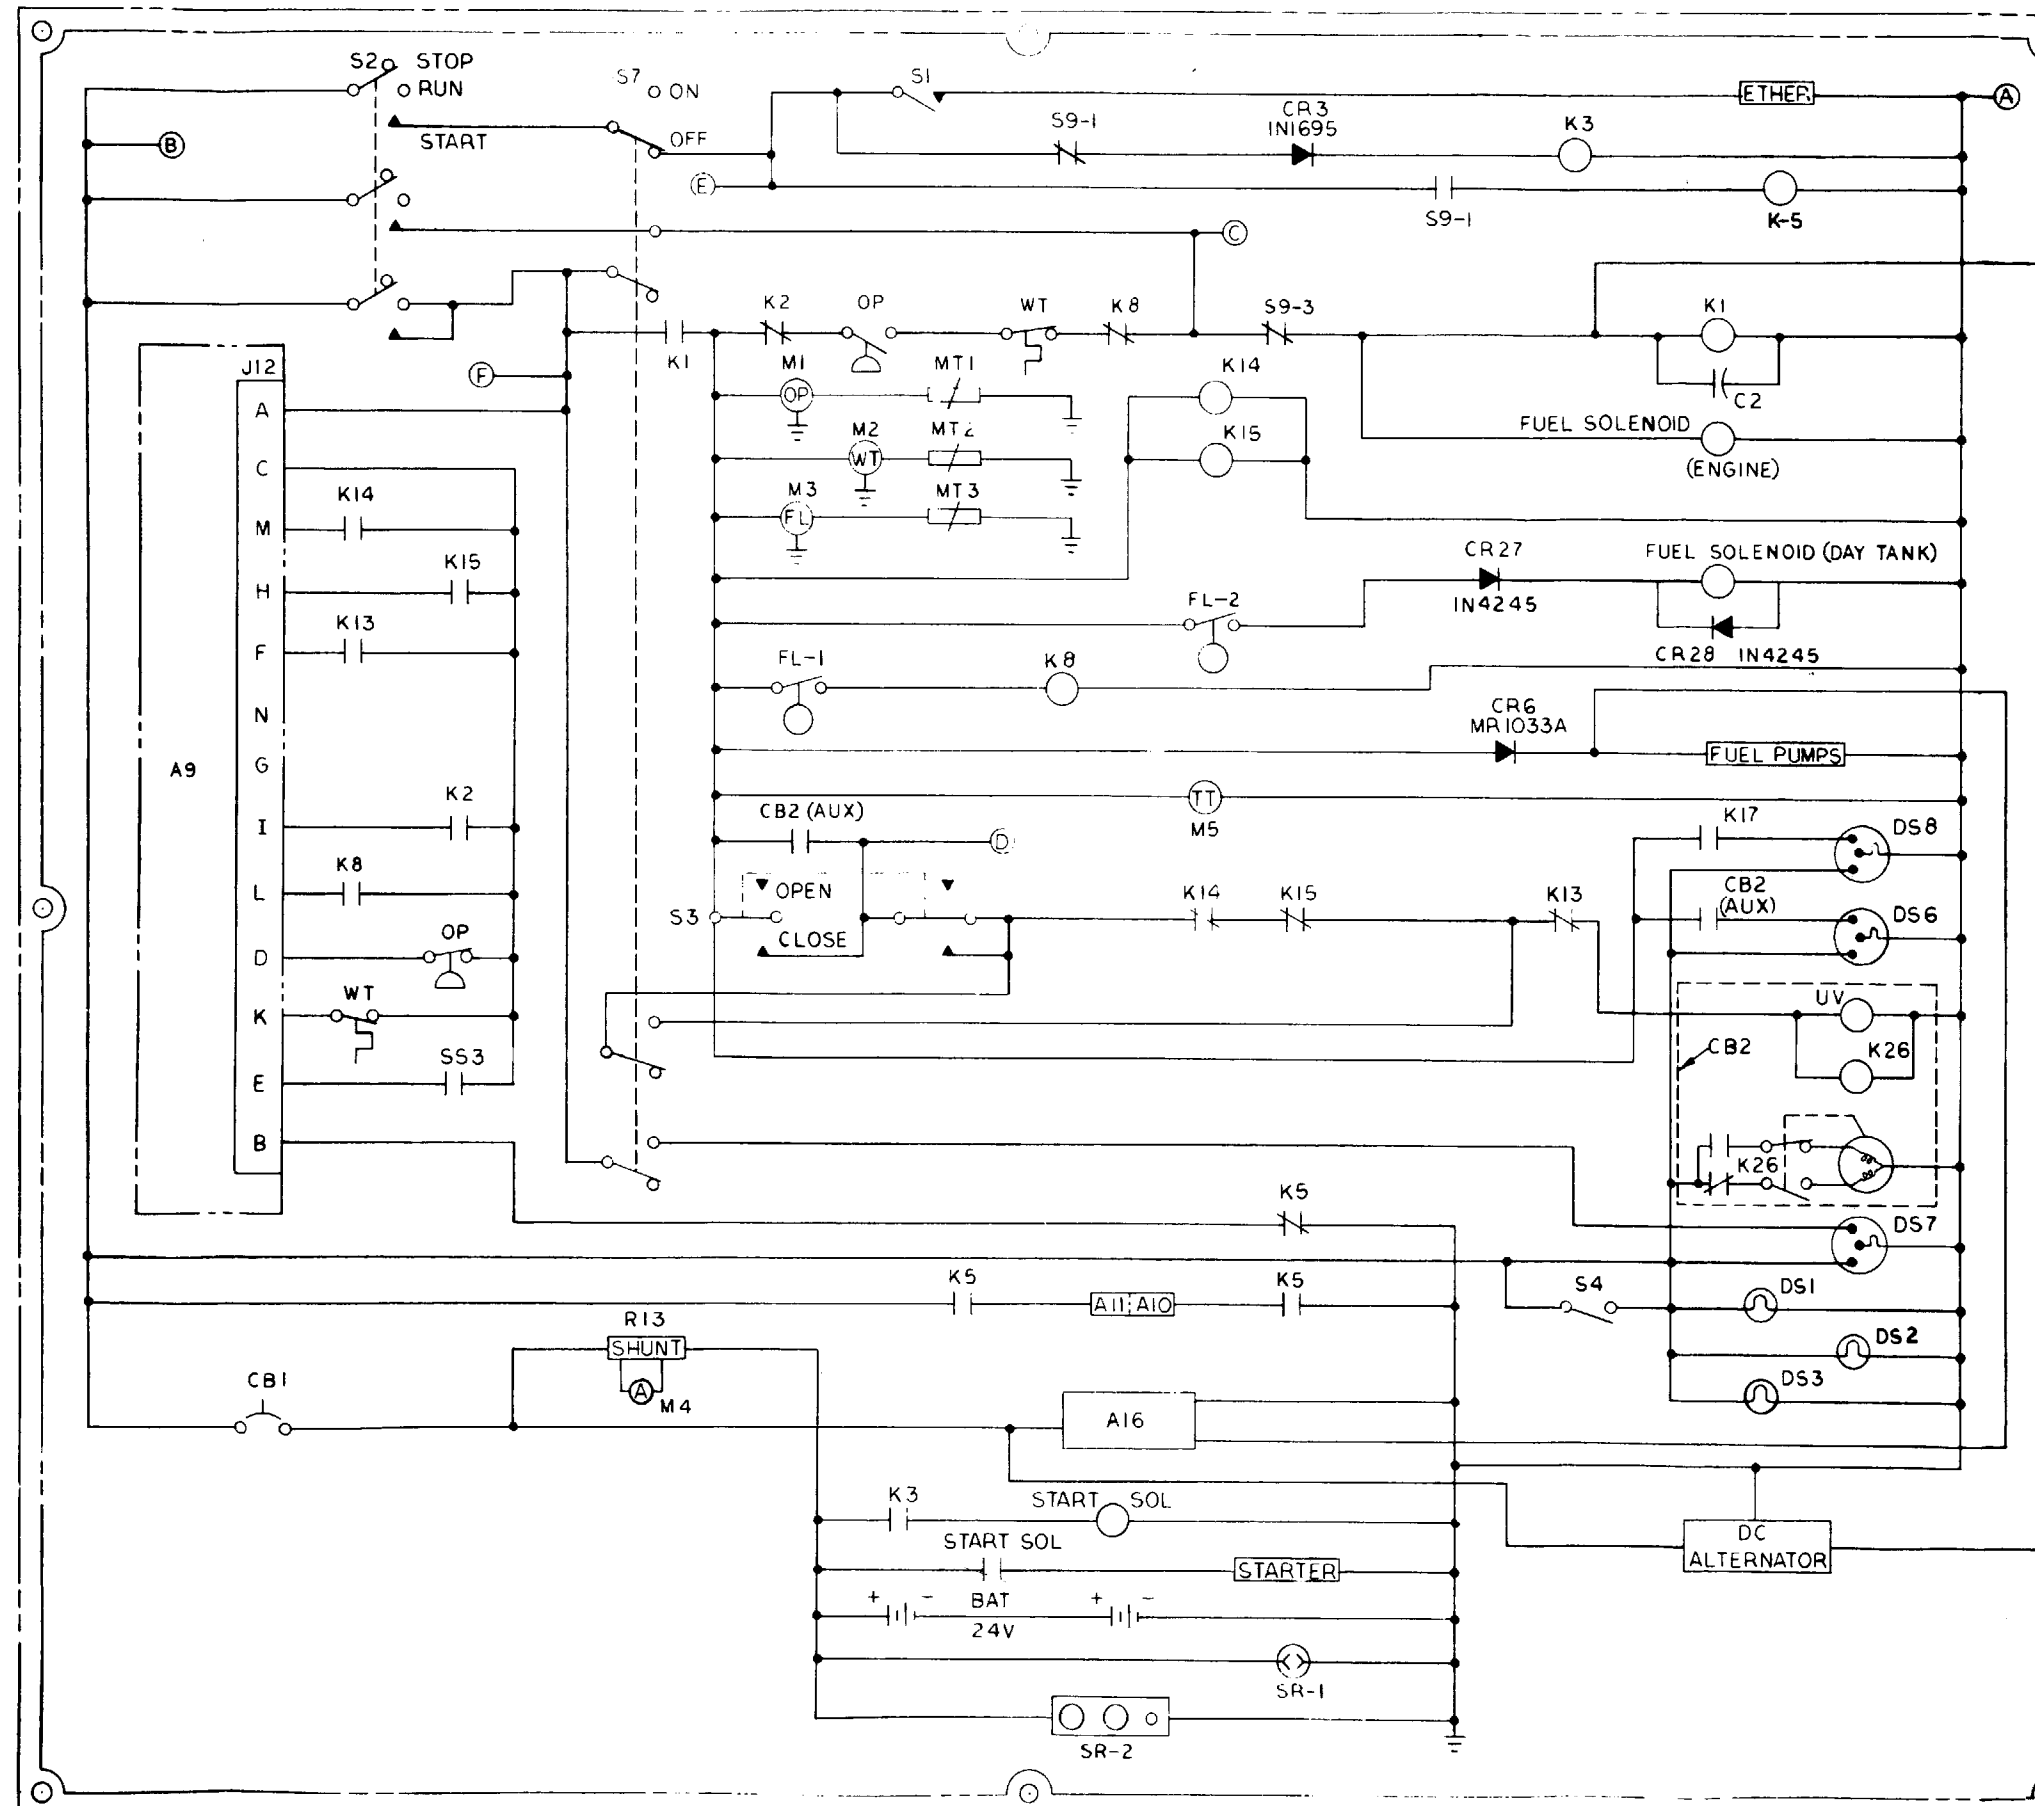 S2 STOP
RUN
START
S7 ON
OFF
S1
ETHER
A
CR3
IN1695
S9-1
K3
B
E
S9-1
K-5
C
K2
OP
WT
K8
S9-3
K1
K1
C2
F
M1
OP
MT1
K14
M2
WT
MT2
K15
M3
FL
MT3
FUEL SOLENOID
(ENGINE)
J12
A
C
M
H
F
N
G
I
L
D
K
E
B
A9
K14
K15
K13
K2
K8
OP
WT
SS3
CR27
IN4245
FUEL SOLENOID (DAY TANK)
FL-2
CR28 IN4245
FL-1
K8
CR6
MR1033A
FUEL PUMPS
TT
M5
CB2 (AUX)
D
K17
DS8
S3
OPEN
CLOSE
K14
K15
K13
CB2
(AUX)
DS6
UV
CB2
K26
K26
K5
DS7
K5
A11 A10
K5
S4
DS1
DS2
DS3
R13
SHUNT
A
M4
CB1
A16
K3
START SOL
START SOL
STARTER
+ - BAT + -
24V
SR-1
SR-2
DC
ALTERNATOR